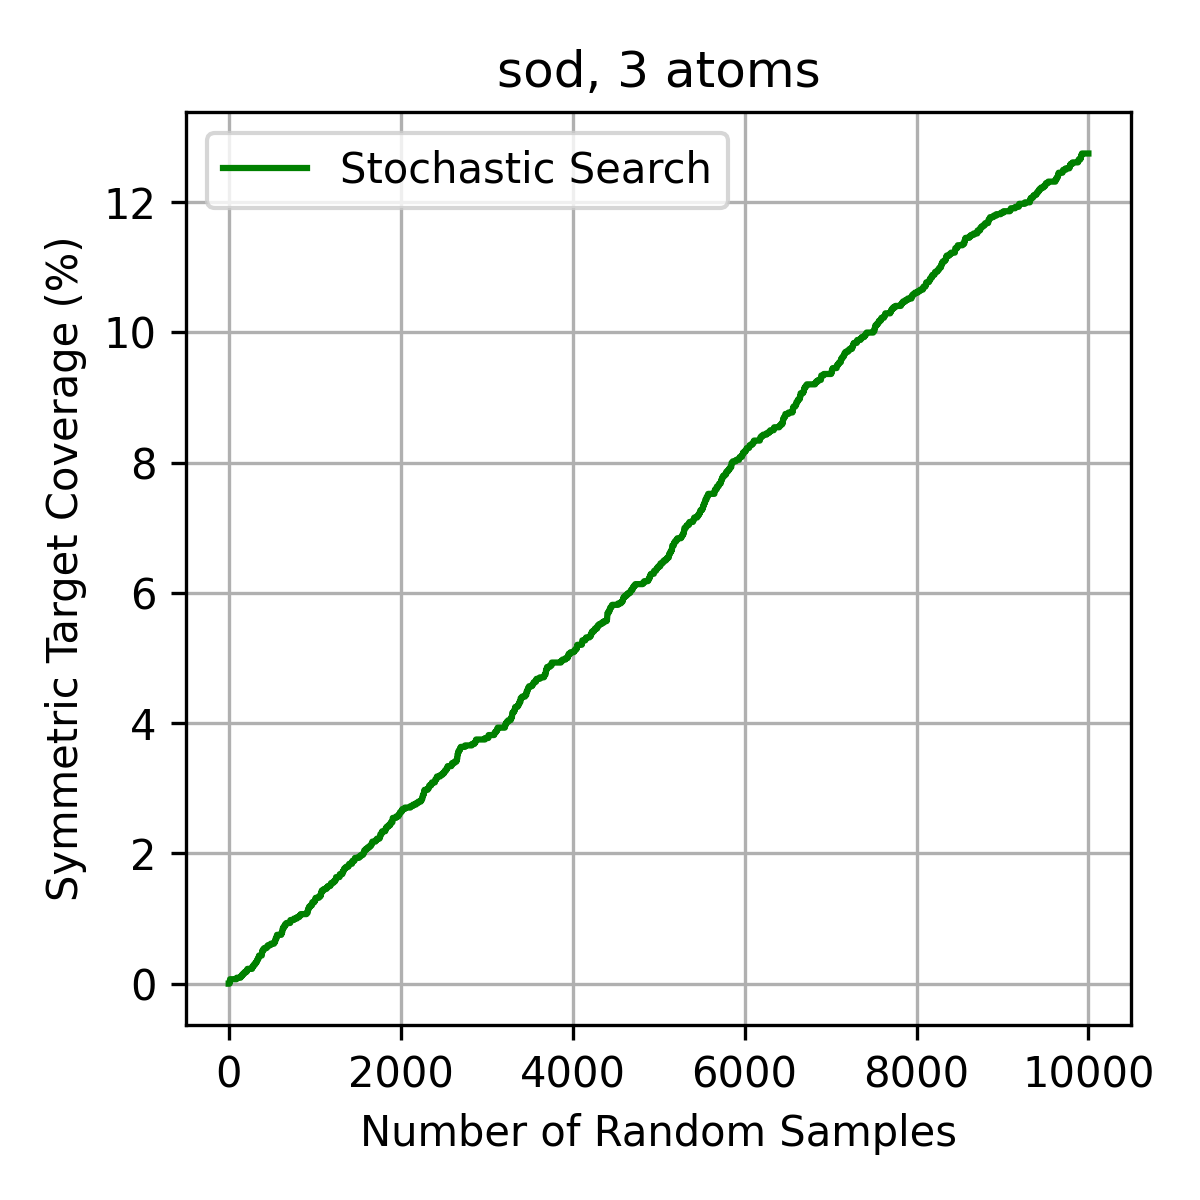 sod, 3 atoms
Stochastic Search
Symmetric Target Coverage (%)
12
10
8
6
4
2
0
0 2000 4000 6000 8000 10000
Number of Random Samples